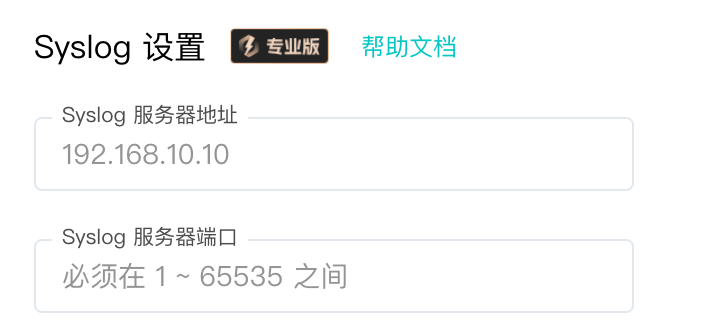 Syslog 设置 专业版 帮助文档
Syslog 服务器地址
192.168.10.10
Syslog 服务器端口
必须在 1 ~ 65535 之间